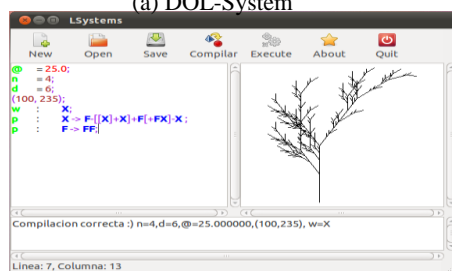 (a) DOL-System
LSystems
New Open Save Compilar Execute About Quit
@ = 25.0;
n = 4;
d = 6;
(100, 235);
w : X;
p : X -> F-[[X]+X]+F[+FX]-X ;
p : F -> FF;
Compilacion correcta :) n=4,d=6,@=25.000000,(100,235), w=X
Linea: 7, Columna: 13